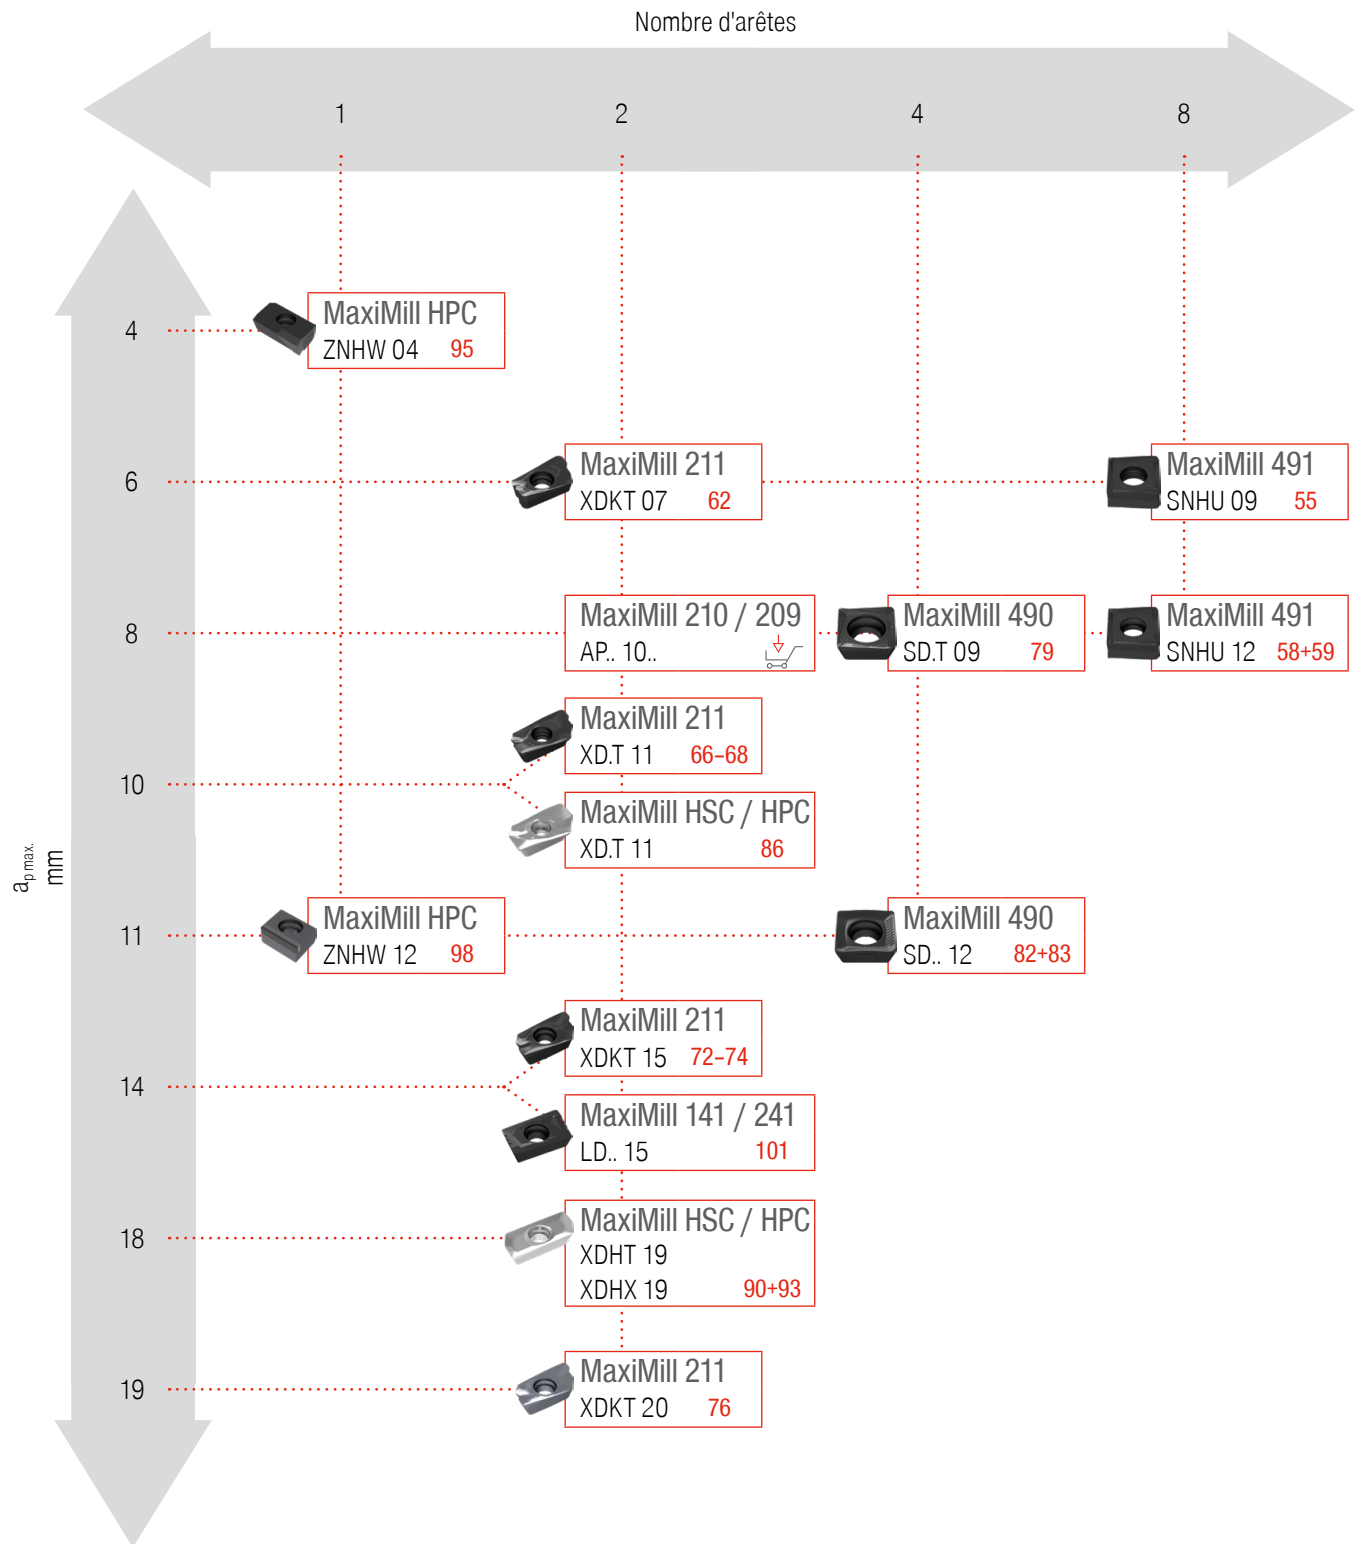 Nombre d'arêtes
1 2 4 8
4
MaxiMill HPC
ZNHW 04 95
6
MaxiMill 211
XDKT 07 62
MaxiMill 491
SNHU 09 55
8
MaxiMill 210 / 209
AP.. 10..
MaxiMill 490
SD.T 09 79
MaxiMill 491
SNHU 12 58+59
MaxiMill 211
XD.T 11 66–68
10
MaxiMill HSC / HPC
XD.T 11 86
ap max.
mm
11
MaxiMill HPC
ZNHW 12 98
MaxiMill 490
SD.. 12 82+83
MaxiMill 211
XDKT 15 72–74
14
MaxiMill 141 / 241
LD.. 15 101
18
MaxiMill HSC / HPC
XDHT 19
XDHX 19 90+93
19
MaxiMill 211
XDKT 20 76